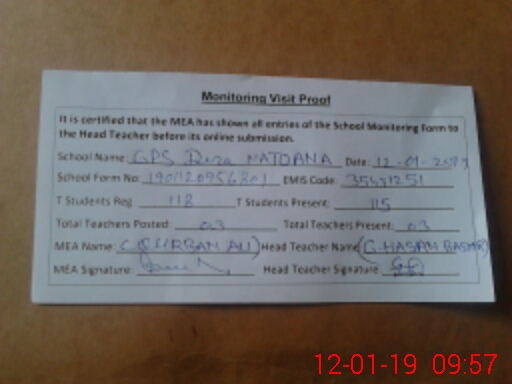 Monitoring Visit Proof
It is certified that the MEA has shown all entries of the School Monitoring Form to
the Head Teacher before its online submission.
School Name: GPS NATOANA Date: 12-01-2019
School Form No: EMIS Code:
T Students Reg: 118 T Students Present: 115
Total Teachers Posted: 03 Total Teachers Present: 03
MEA Name: C. QURBAN ALI) Head Teacher Name (G. HASAN
MEA Signature: Head Teacher Signature
12-01-19 09:57